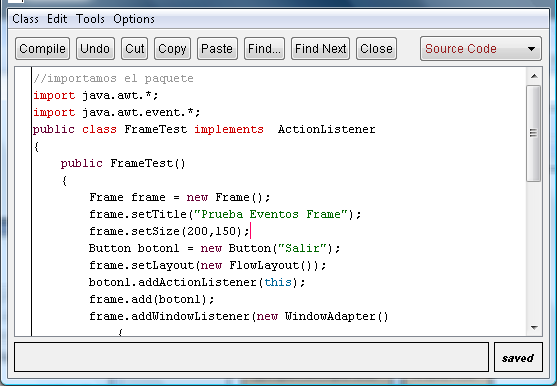 Class Edit Tools Options
Compile Undo Cut Copy Paste Find... Find Next Close Source Code
//importamos el paquete
import java.awt.*;
import java.awt.event.*;
public class FrameTest implements  ActionListener
{
    public FrameTest()
    {
        Frame frame = new Frame();
        frame.setTitle("Prueba Eventos Frame");
        frame.setSize(200,150);
        Button boton1 = new Button("Salir");
        frame.setLayout(new FlowLayout());
        boton1.addActionListener(this);
        frame.add(boton1);
        frame.addWindowListener(new WindowAdapter()
            {
saved